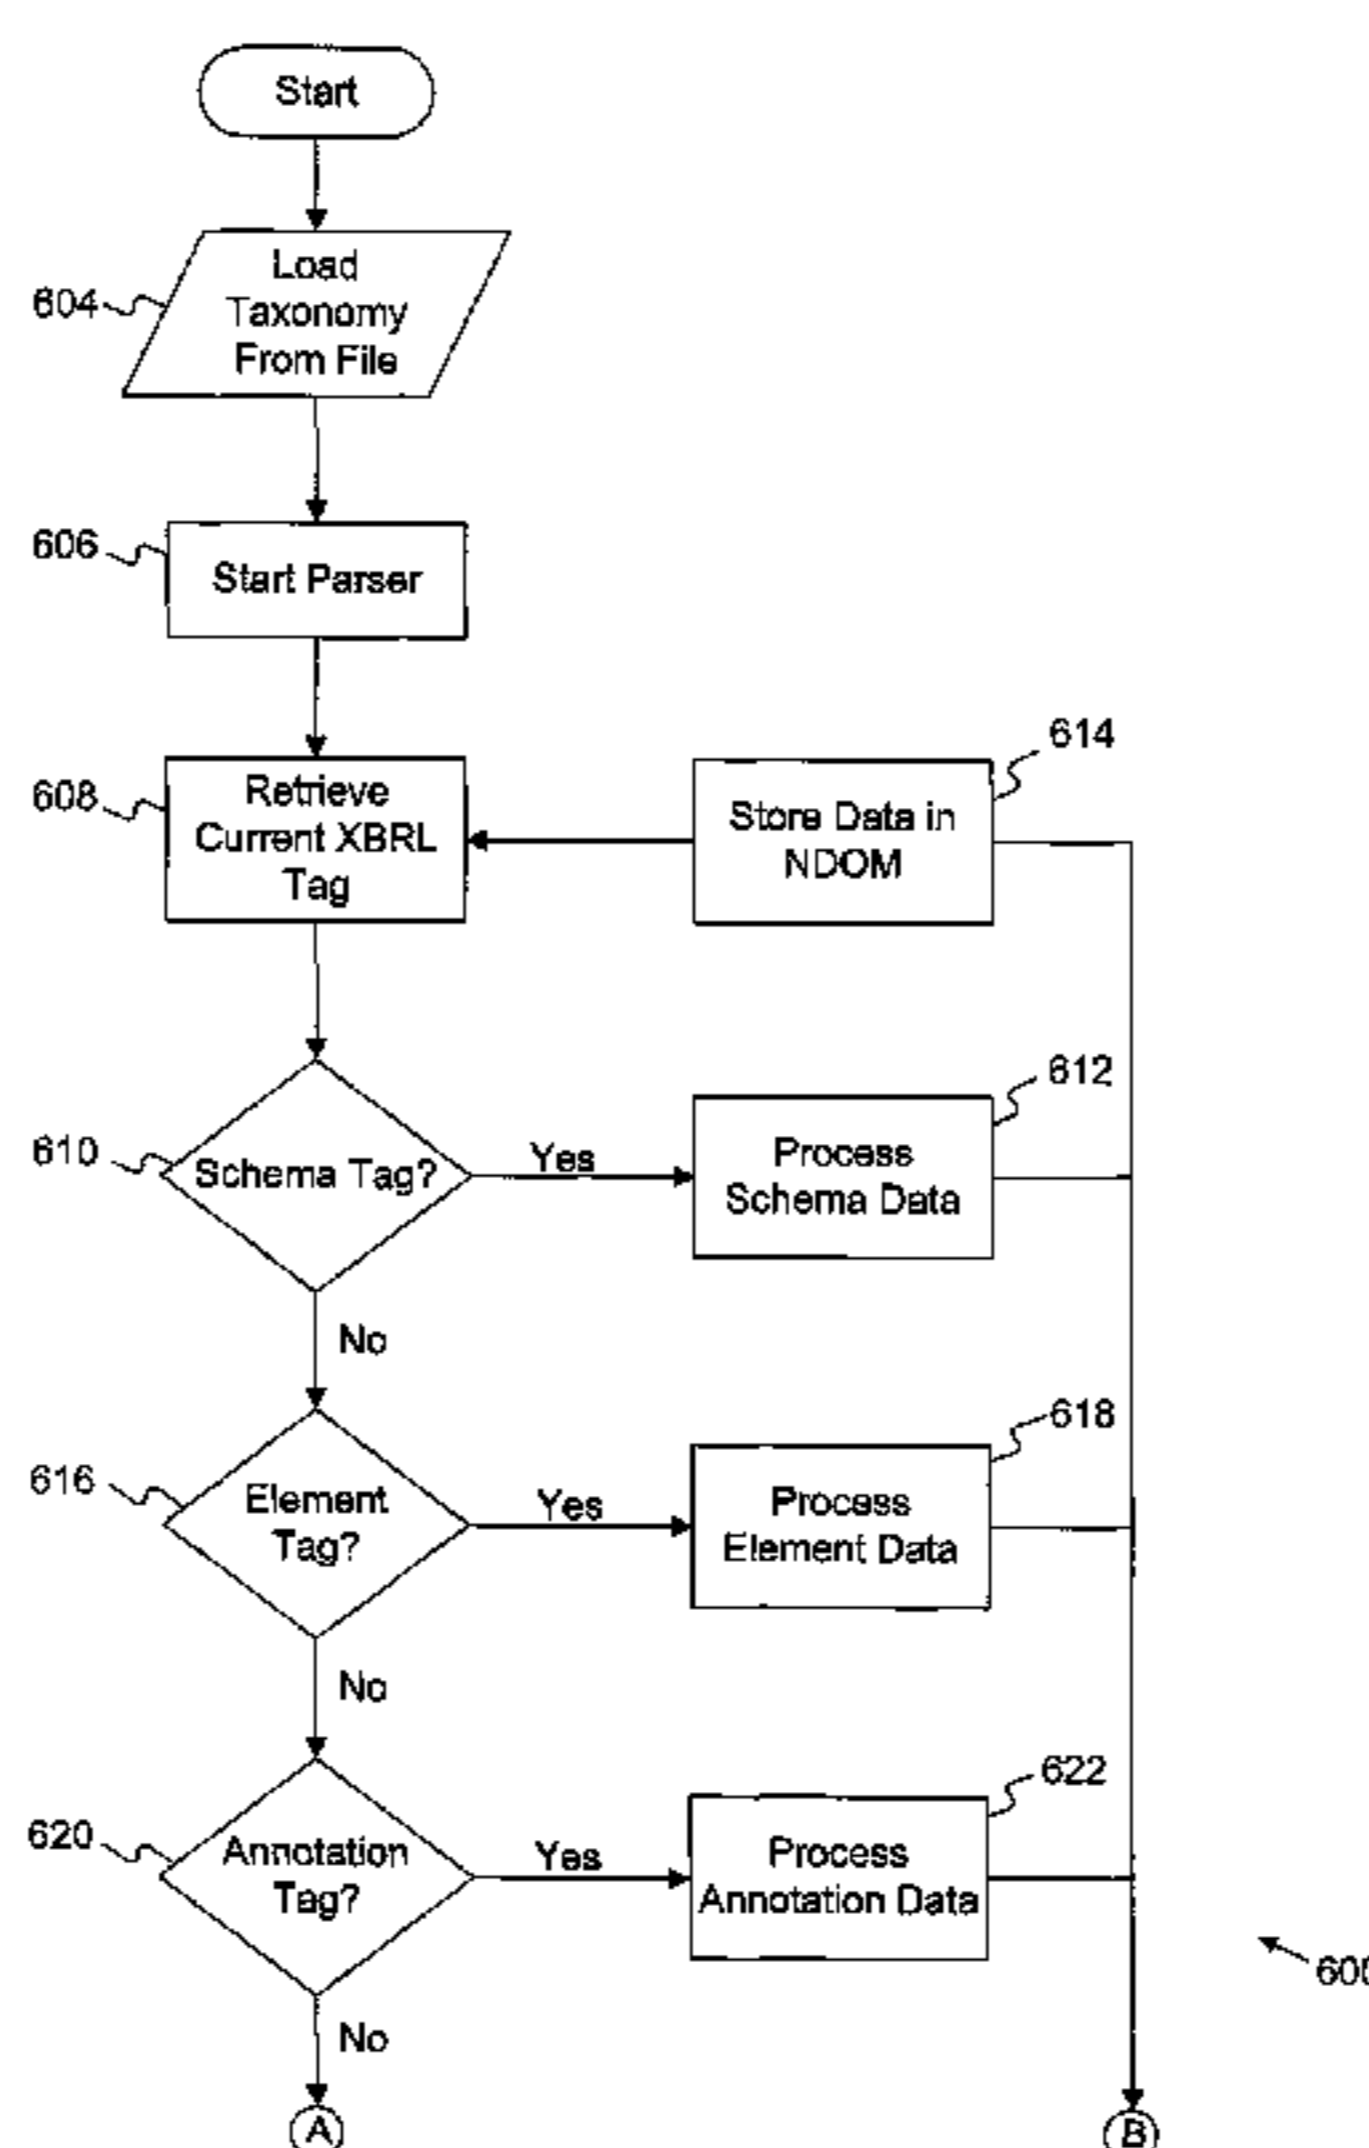 Start
604
Load
Taxonomy
From File
606
Start Parser
608
Retrieve
Current XBRL
Tag
614
Store Data in
NDOM
610
Schema Tag?
Yes
612
Process
Schema Data
No
616
Element
Tag?
Yes
618
Process
Element Data
No
620
Annotation
Tag?
Yes
622
Process
Annotation Data
600
No
A
B